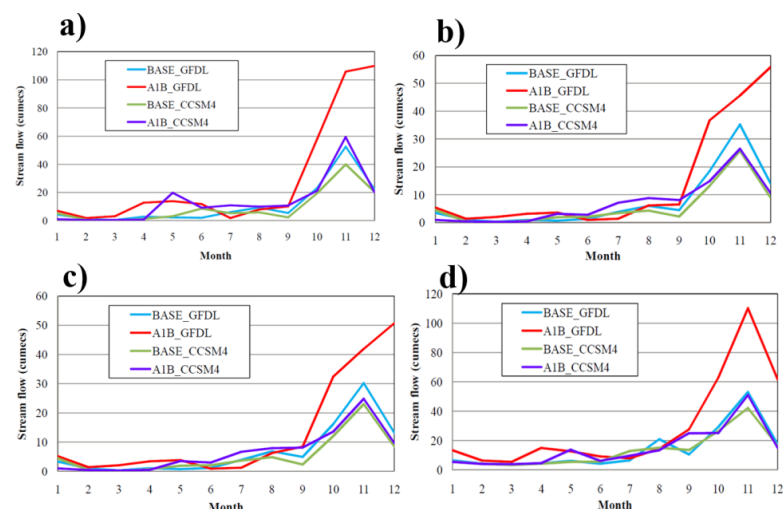 a)
120
100
80
60
40
20
0
Stream flow (cumecs)
BASE_GFDL
A1B_GFDL
BASE_CCSM4
A1B_CCSM4
1 2 3 4 5 6 7 8 9 10 11 12
Month
b)
60
50
40
30
20
10
0
Stream flow (cumecs)
BASE_GFDL
A1B_GFDL
BASE_CCSM4
A1B_CCSM4
1 2 3 4 5 6 7 8 9 10 11 12
Month
c)
60
50
40
30
20
10
0
Stream flow (cumecs)
BASE_GFDL
A1B_GFDL
BASE_CCSM4
A1B_CCSM4
1 2 3 4 5 6 7 8 9 10 11 12
Month
d)
120
100
80
60
40
20
0
Stream flow (cumecs)
BASE_GFDL
A1B_GFDL
BASE_CCSM4
A1B_CCSM4
1 2 3 4 5 6 7 8 9 10 11 12
Month